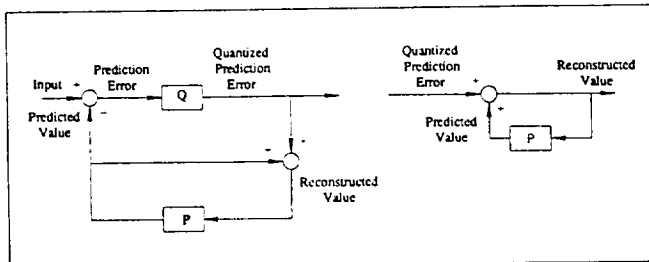 Input
+
Prediction
Error
Q
Quantized
Prediction
Error
−
Predicted
Value
+
+
Reconstructed
Value
P
Quantized
Prediction
Error
+
Reconstructed
Value
+
Predicted
Value
P